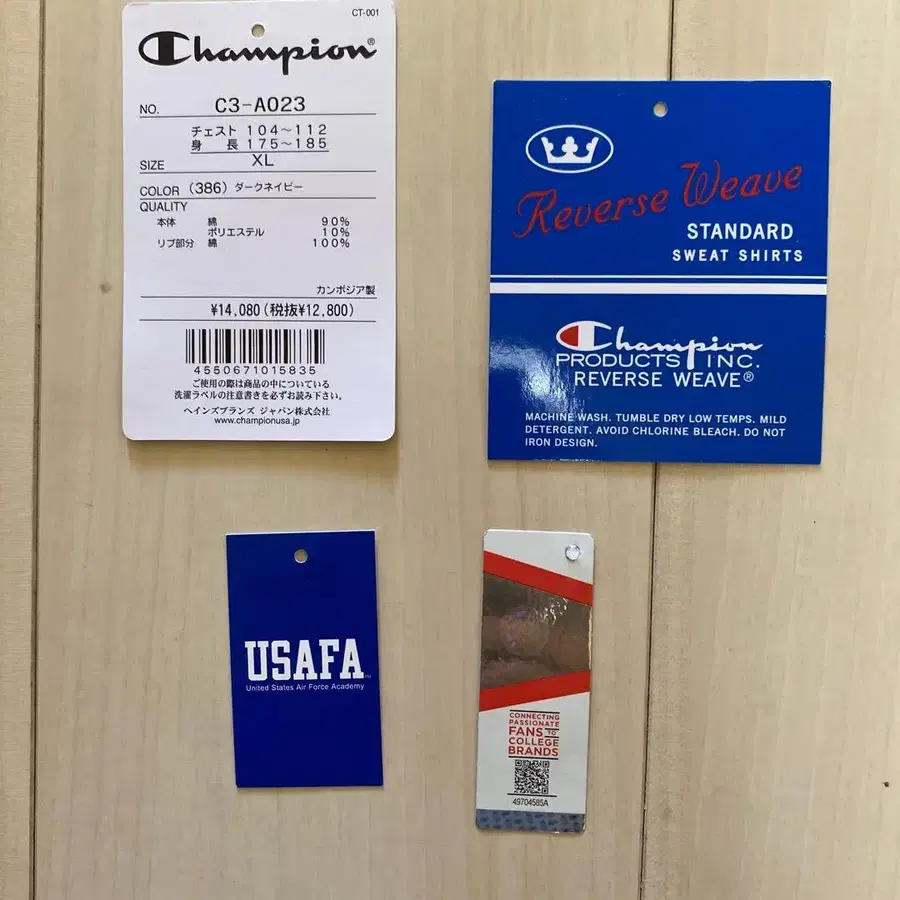 CT-001
Champion®
NO. C3-A023
チェスト 104～112
身 長 175～185
SIZE XL
COLOR (386) ダークネイビー
QUALITY
本体 綿 90%
ポリエステル 10%
リブ部分 綿 100%
カンボジア製
¥14,080(税抜¥12,800)
4550671015835
ご使用の際は商品の中についている
洗濯ラベルの注意書きを必ずお読み下さい。
ヘインズブランズ ジャパン株式会社
www.championusa.jp
Reverse Weave
STANDARD
SWEAT SHIRTS
Champion
PRODUCTS INC.
REVERSE WEAVE®
MACHINE WASH. TUMBLE DRY LOW TEMPS. MILD
DETERGENT. AVOID CHLORINE BLEACH. DO NOT
IRON DESIGN.
USAFA
United States Air Force Academy
CONNECTING
PASSIONATE
FANS TO
COLLEGE
BRANDS
49704585A